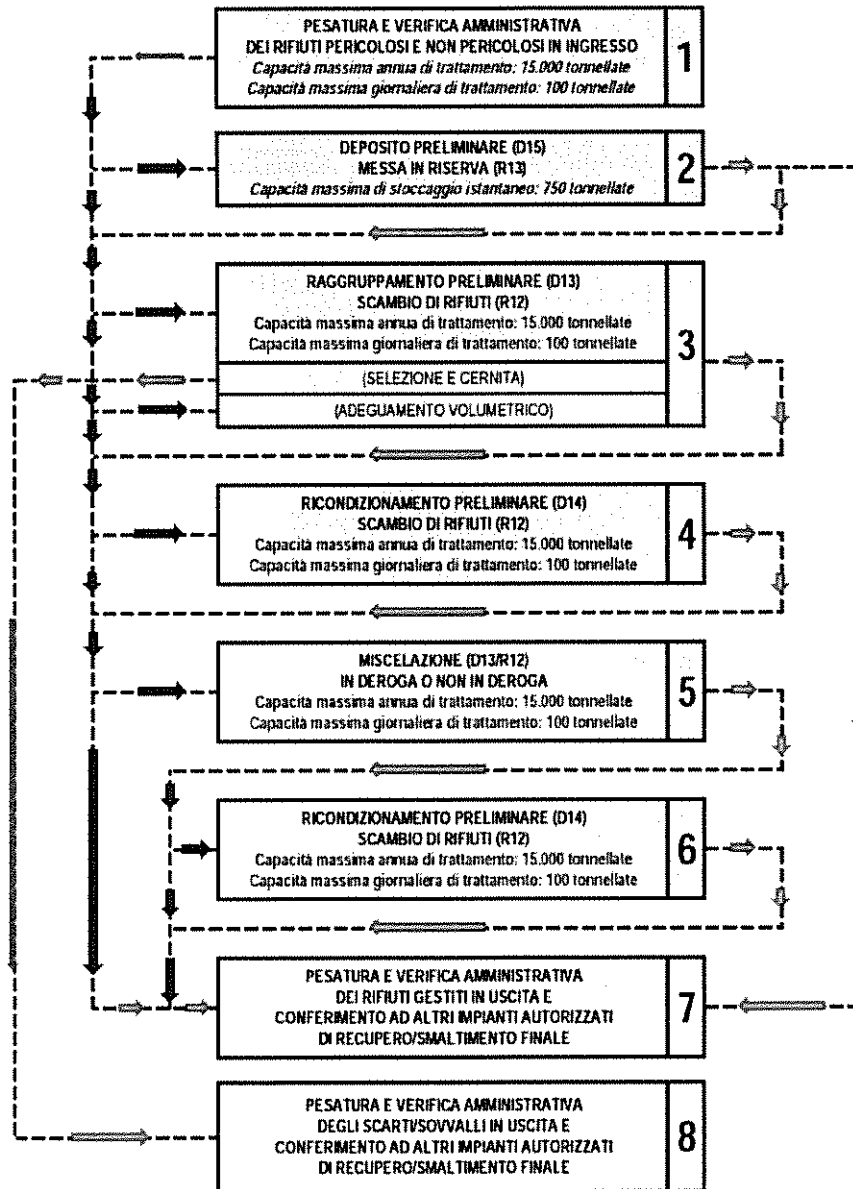 PESATURA E VERIFICA AMMINISTRATIVA
DEI RIFIUTI PERICOLOSI E NON PERICOLOSI IN INGRESSO
Capacità massima annua di trattamento: 15.000 tonnellate
Capacità massima giornaliera di trattamento: 100 tonnellate
1
DEPOSITO PRELIMINARE (D15)
MESSA IN RISERVA (R13)
Capacità massima di stoccaggio istantaneo: 750 tonnellate
2
RAGGRUPPAMENTO PRELIMINARE (D13)
SCAMBIO DI RIFIUTI (R12)
Capacità massima annua di trattamento: 15.000 tonnellate
Capacità massima giornaliera di trattamento: 100 tonnellate
(SELEZIONE E CERNITA)
(ADEGUAMENTO VOLUMETRICO)
3
RICONDIZIONAMENTO PRELIMINARE (D14)
SCAMBIO DI RIFIUTI (R12)
Capacità massima annua di trattamento: 15.000 tonnellate
Capacità massima giornaliera di trattamento: 100 tonnellate
4
MISCELAZIONE (D13/R12)
IN DEROGA O NON IN DEROGA
Capacità massima annua di trattamento: 15.000 tonnellate
Capacità massima giornaliera di trattamento: 100 tonnellate
5
RICONDIZIONAMENTO PRELIMINARE (D14)
SCAMBIO DI RIFIUTI (R12)
Capacità massima annua di trattamento: 15.000 tonnellate
Capacità massima giornaliera di trattamento: 100 tonnellate
6
PESATURA E VERIFICA AMMINISTRATIVA
DEI RIFIUTI GESTITI IN USCITA E
CONFERIMENTO AD ALTRI IMPIANTI AUTORIZZATI
DI RECUPERO/SMALTIMENTO FINALE
7
PESATURA E VERIFICA AMMINISTRATIVA
DEGLI SCARTI/SOVVALLI IN USCITA E
CONFERIMENTO AD ALTRI IMPIANTI AUTORIZZATI
DI RECUPERO/SMALTIMENTO FINALE
8